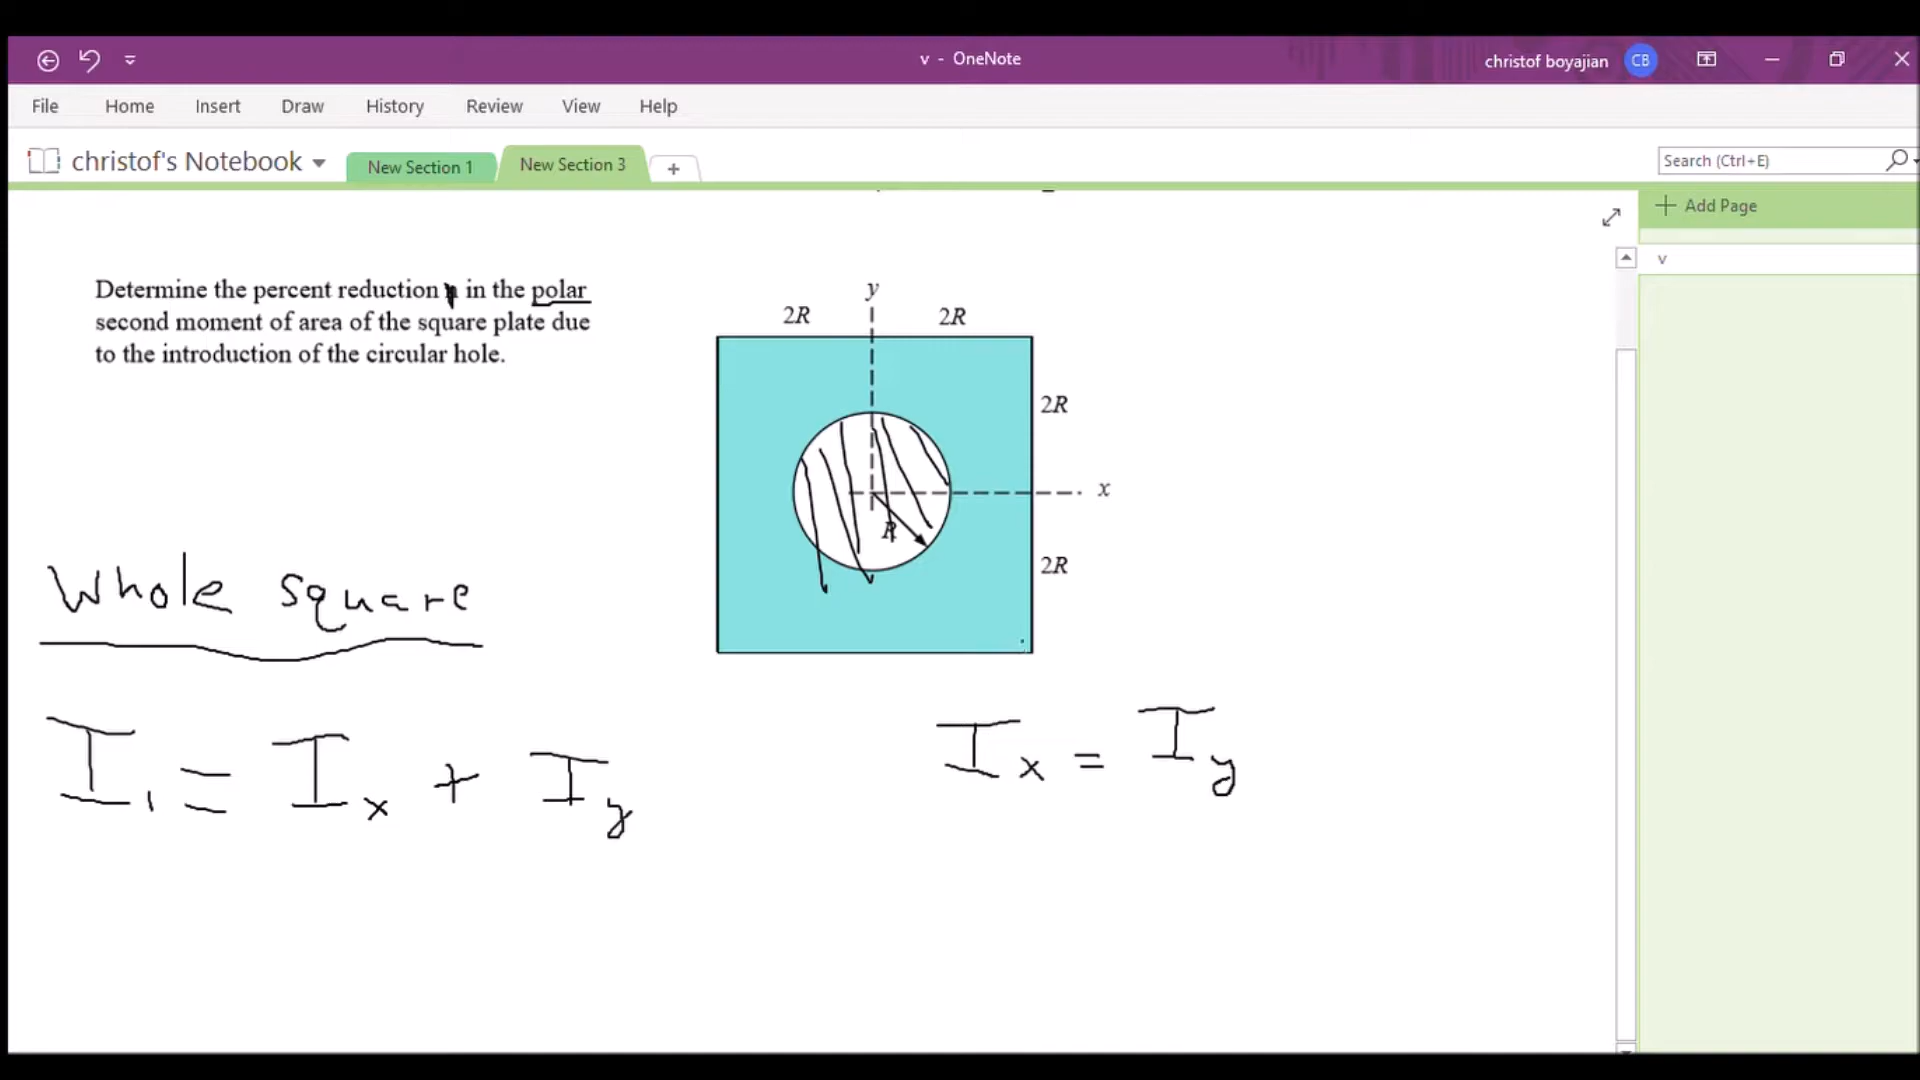 v - OneNote
christof boyajian CB
File Home Insert Draw History Review View Help
christof's Notebook New Section 1 New Section 3 +
Search (Ctrl+E)
Add Page
v
Determine the percent reduction in the polar
second moment of area of the square plate due
to the introduction of the circular hole.
y
2R 2R
2R
x
R
2R
Whole square
I₁ = Iₓ + I_y
Iₓ = I_y